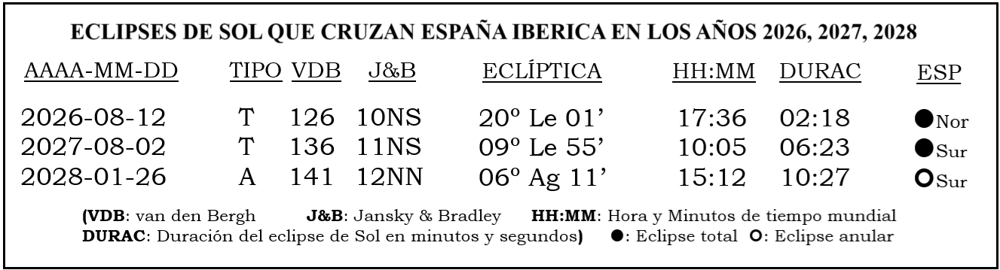 ECLIPSES DE SOL QUE CRUZAN ESPAÑA IBERICA EN LOS AÑOS 2026, 2027, 2028
AAAA-MM-DD TIPO VDB J&B ECLÍPTICA HH:MM DURAC ESP
2026-08-12 T 126 10NS 20º Le 01’ 17:36 02:18 ●Nor
2027-08-02 T 136 11NS 09º Le 55’ 10:05 06:23 ●Sur
2028-01-26 A 141 12NN 06º Ag 11’ 15:12 10:27 ○Sur
(VDB: van den Bergh J&B: Jansky & Bradley HH:MM: Hora y Minutos de tiempo mundial
DURAC: Duración del eclipse de Sol en minutos y segundos) ●: Eclipse total ○: Eclipse anular